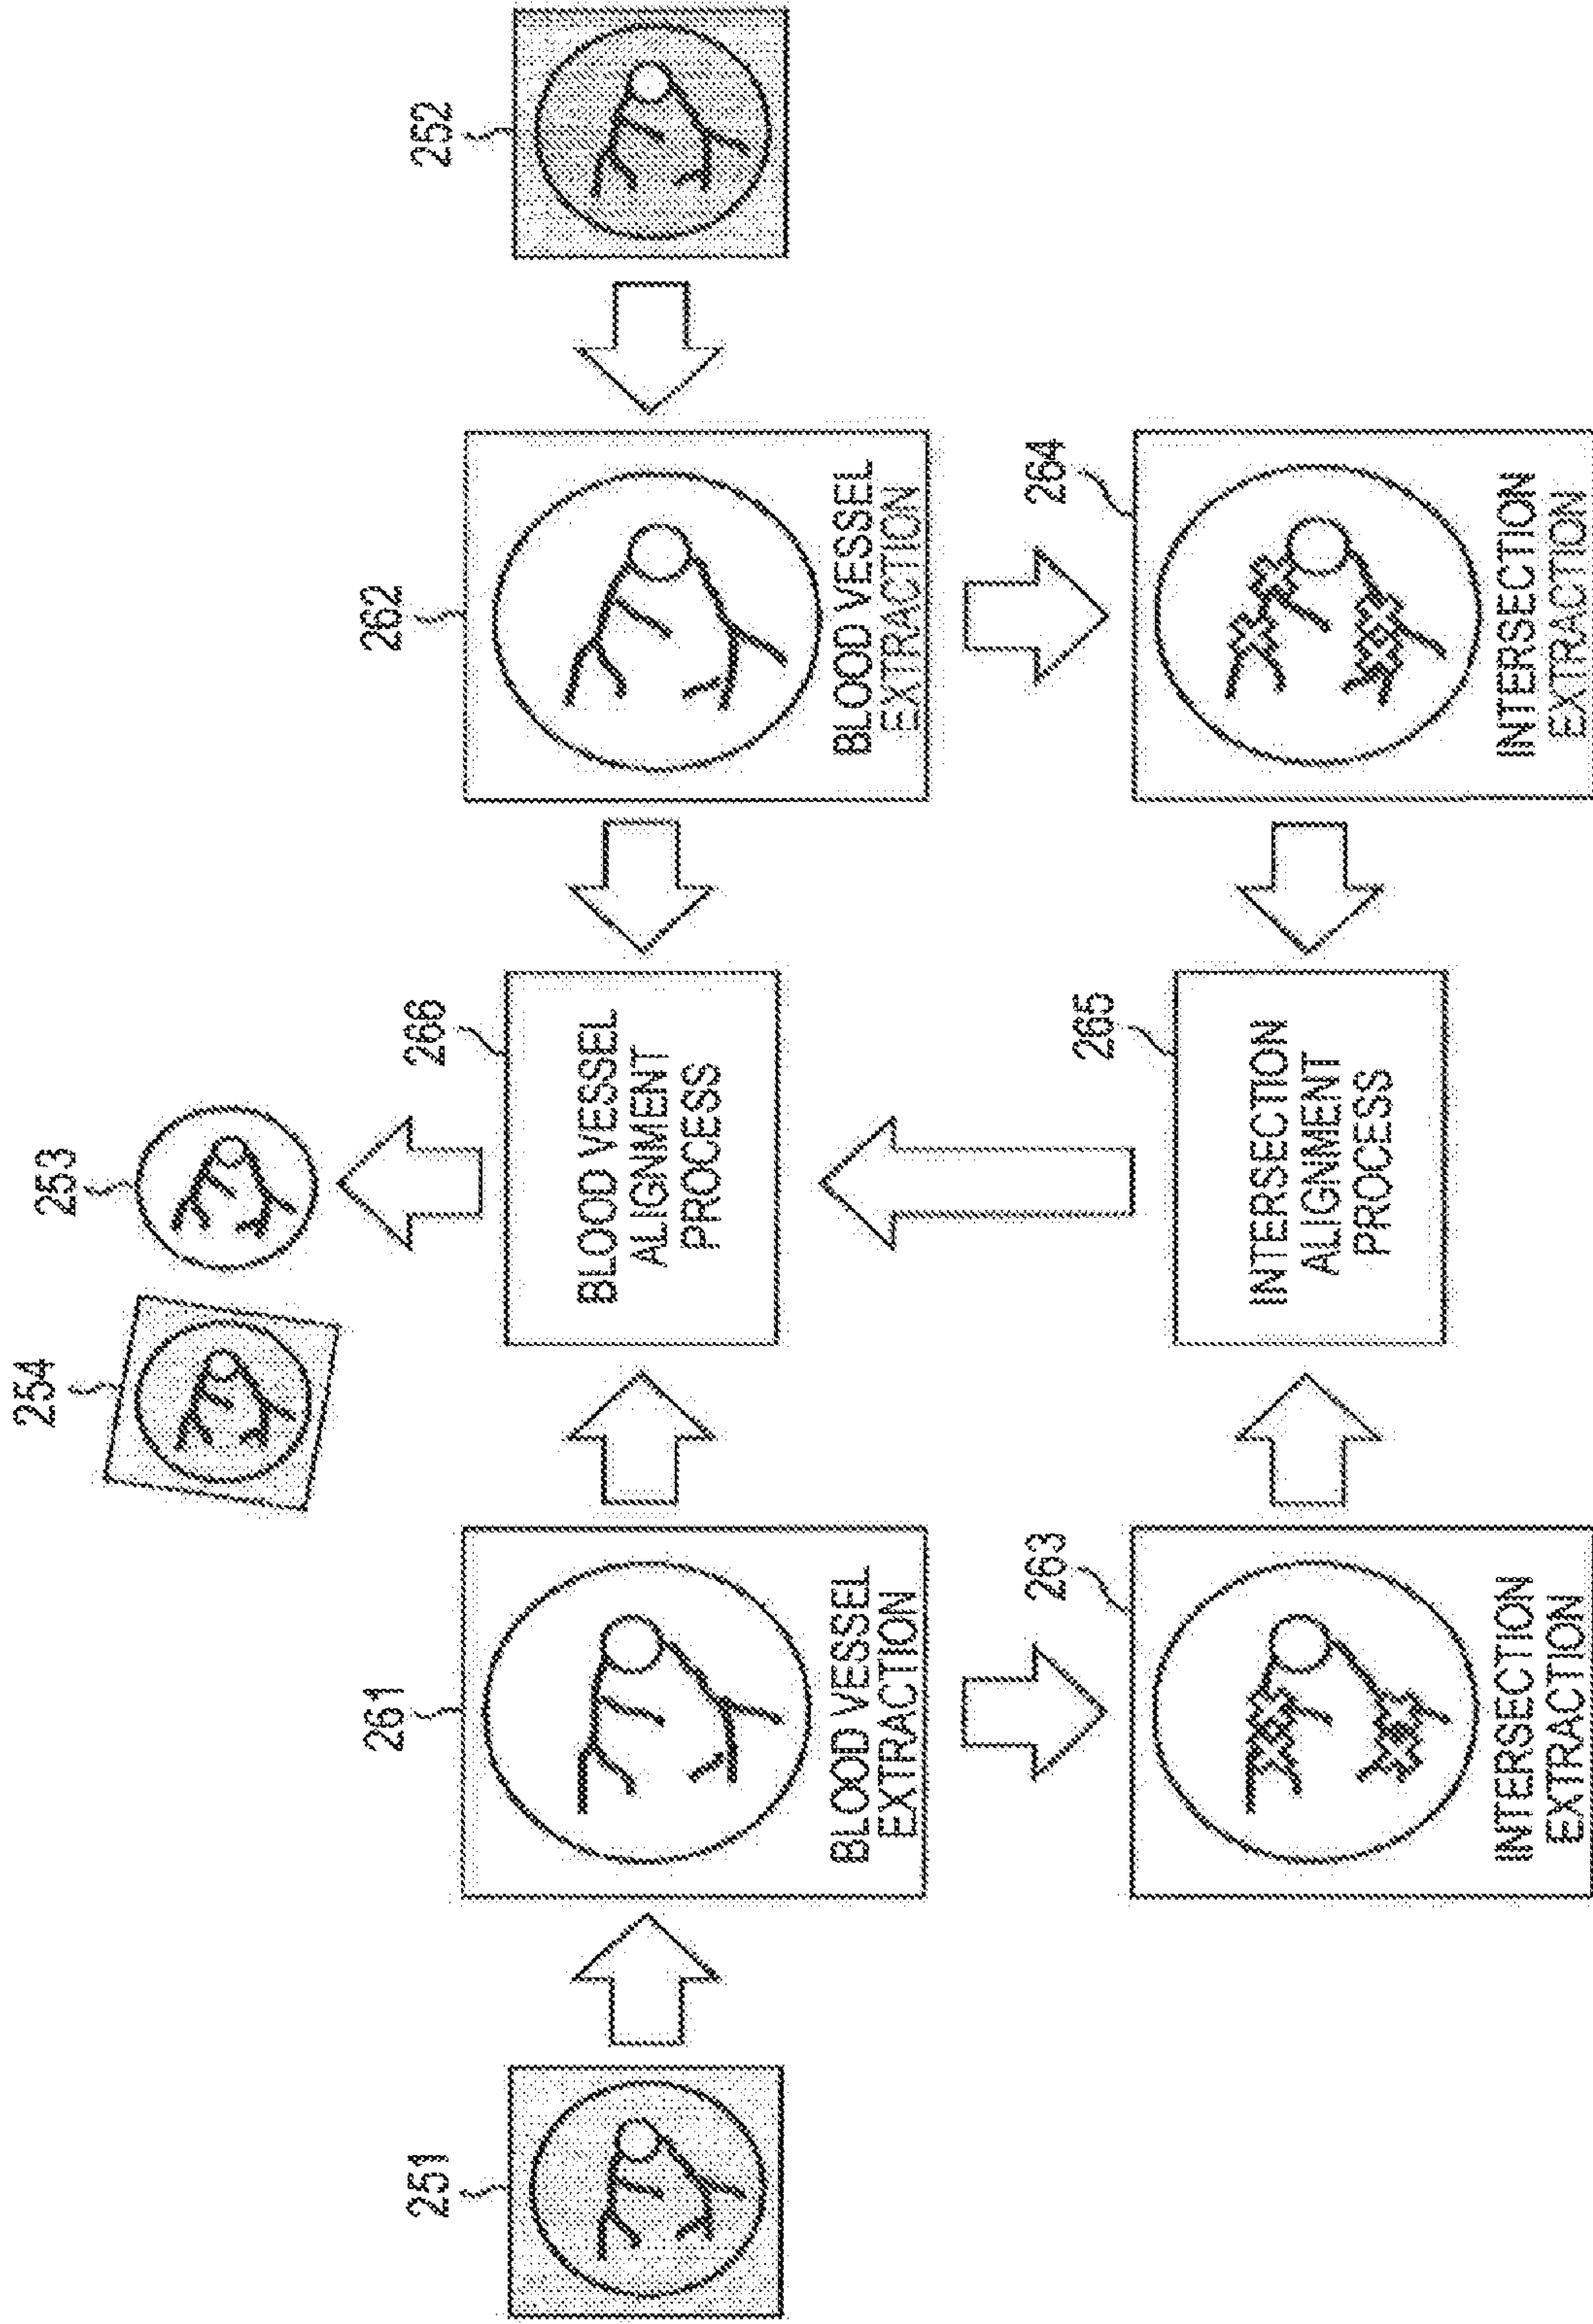 254
253
251
261
266
262
252
BLOOD VESSEL
EXTRACTION
BLOOD VESSEL
ALIGNMENT
PROCESS
BLOOD VESSEL
EXTRACTION
263
265
264
INTERSECTION
EXTRACTION
INTERSECTION
ALIGNMENT
PROCESS
INTERSECTION
EXTRACTION